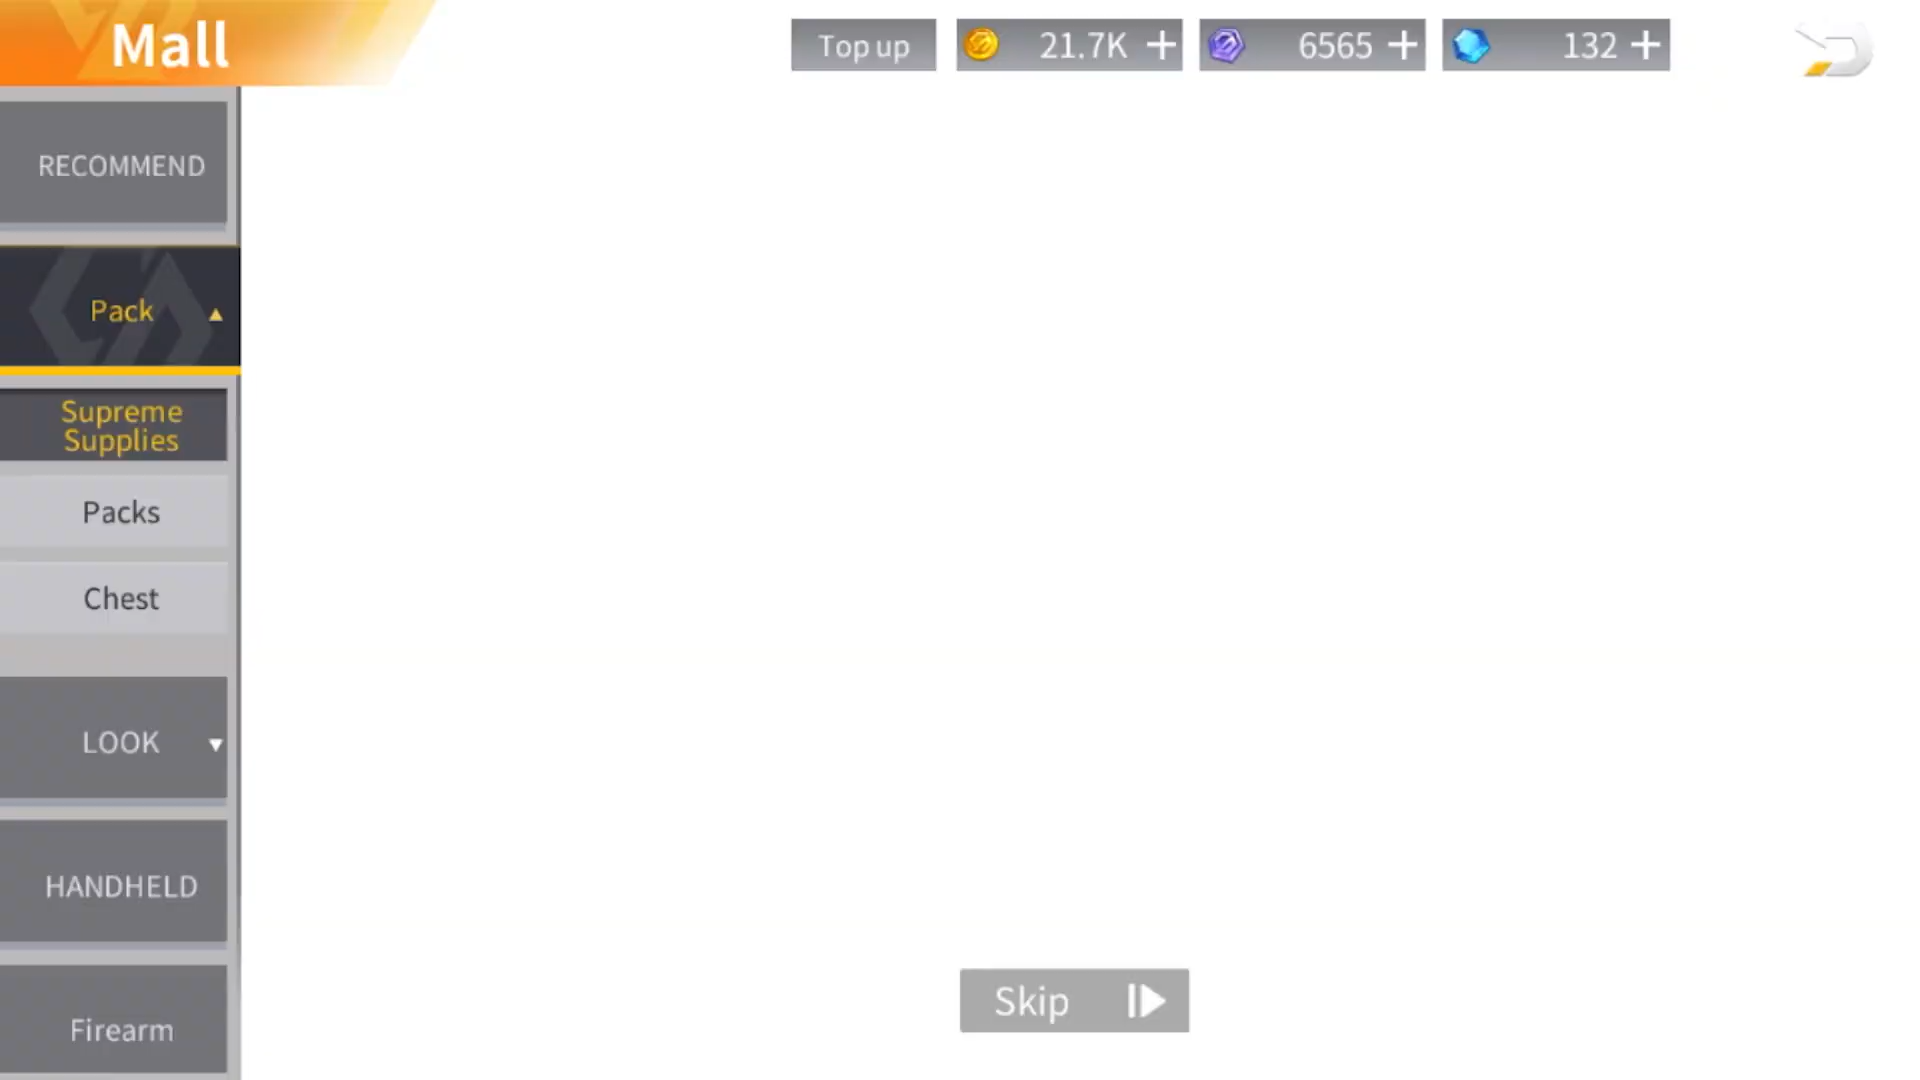 Mall
Top up
21.7K
6565
132
RECOMMEND
Pack
Supreme
Supplies
Packs
Chest
LOOK
HANDHELD
Firearm
Skip